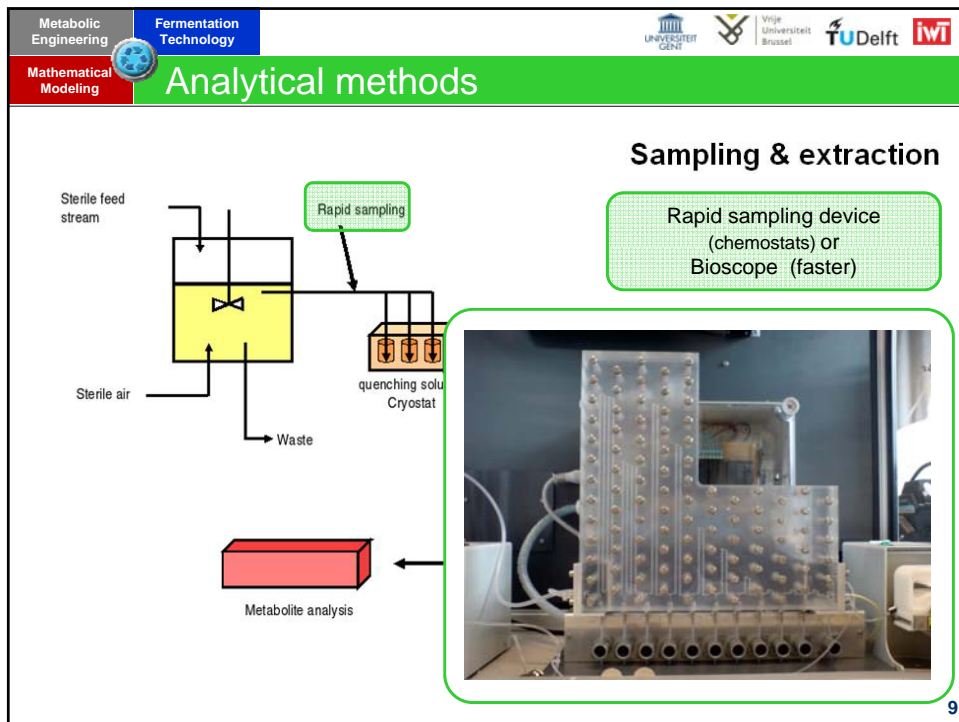 Metabolic
Engineering
Fermentation
Technology
Mathematical
Modeling
UNIVERSITEIT
GENT
Vrije
Universiteit
Brussel
TUDelft
iwt
Analytical methods
Sampling & extraction
Sterile feed
stream
Rapid sampling
Rapid sampling device
(chemostats) or
Bioscope (faster)
quenching solu
Cryostat
Sterile air
Waste
Metabolite analysis
9